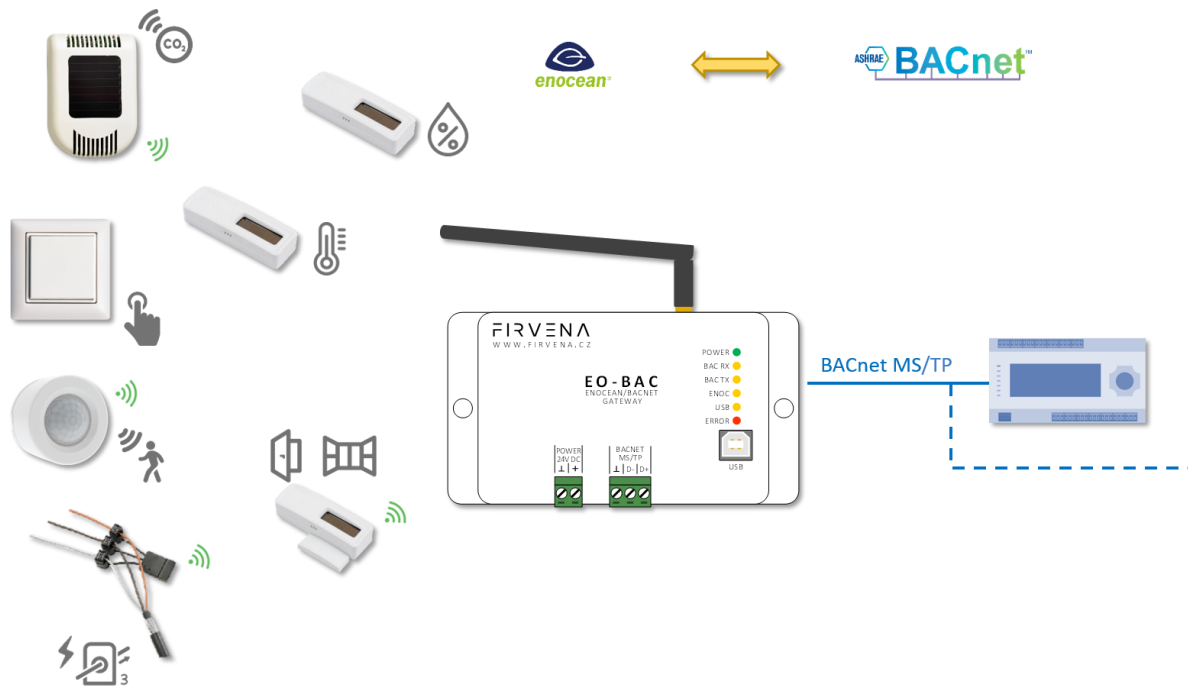 CO2
%
enocean®
ASHRAE BACnet™
FIRVENA
WWW.FIRVENA.CZ
EO-BAC
ENOCEAN/BACNET
GATEWAY
POWER
BAC RX
BAC TX
ENOC
USB
ERROR
POWER
24V DC
⊥ +
BACNET
MS/TP
⊥ D- D+
USB
BACnet MS/TP
3